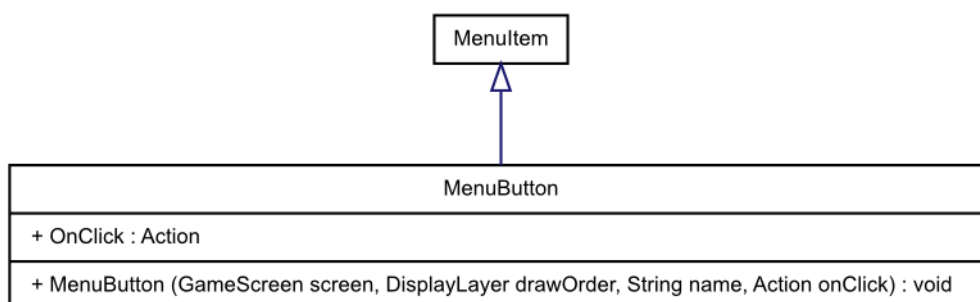 MenuItem
MenuButton
+ OnClick : Action
+ MenuButton (GameScreen screen, DisplayLayer drawOrder, String name, Action onClick) : void